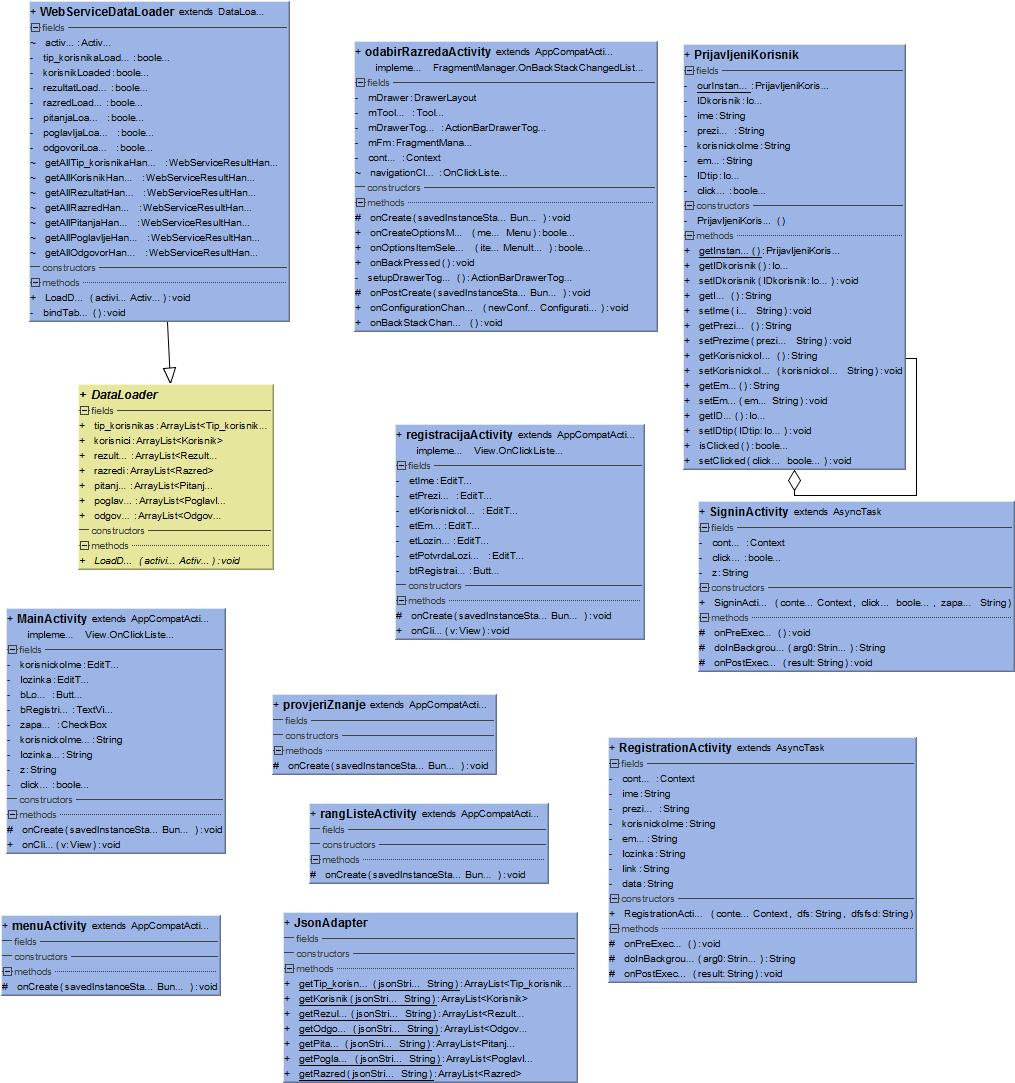 + WebServiceDataLoader extends DataLoa...
fields
~ activ... : Activ...
- tip_korisnikaLoad... : boole...
- korisnikLoaded : boole...
- rezultatLoad... : boole...
- razredLoad... : boole...
- pitanjaLoa... : boole...
- poglavljaLoa... : boole...
- odgovoriLoa... : boole...
~ getAllTip_korisnikaHan... : WebServiceResultHan...
~ getAllKorisnikHan... : WebServiceResultHan...
~ getAllRezultatHan... : WebServiceResultHan...
~ getAllRazredHan... : WebServiceResultHan...
~ getAllPitanjaHan... : WebServiceResultHan...
~ getAllPoglavljeHan... : WebServiceResultHan...
~ getAllOdgovorHan... : WebServiceResultHan...
constructors
methods
+ LoadD... ( activi... Activ... ) : void
- bindTab... ( ) : void
+ DataLoader
fields
+ tip_korisnikas : ArrayList<Tip_korisnik...
+ korisnici : ArrayList<Korisnik>
+ rezult... : ArrayList<Rezult...
+ razredi : ArrayList<Razred>
+ pitanj... : ArrayList<Pitanj...
+ poglav... : ArrayList<Poglavl...
+ odgov... : ArrayList<Odgov...
constructors
methods
+ LoadD... ( activi... Activ... ) : void
+ odabirRazredaActivity extends AppCompatActi...
impleme... FragmentManager.OnBackStackChangedList...
fields
- mDrawer : DrawerLayout
- mTool... : Tool...
- mDrawerTog... : ActionBarDrawerTog...
- mFm : FragmentMana...
- cont... : Context
~ navigationCl... : OnClickListe...
constructors
methods
# onCreate ( savedInstanceSta... Bun... ) : void
+ onCreateOptionsM... ( me... Menu ) : boole...
+ onOptionsItemSele... ( ite... MenuIt... ) : boole...
+ onBackPressed ( ) : void
- setupDrawerTog... ( ) : ActionBarDrawerTog...
# onPostCreate ( savedInstanceSta... Bun... ) : void
+ onConfigurationChan... ( newConf... Configurati... ) : void
+ onBackStackChan... ( ) : void
+ PrijavljeniKorisnik
fields
- ourInstan... : PrijavljeniKoris...
- IDkorisnik : lo...
- ime : String
- prezi... : String
- korisnickoIme : String
- em... : String
- IDtip : lo...
- click... : boole...
constructors
- PrijavljeniKoris... ( )
methods
+ getInstan... ( ) : PrijavljeniKoris...
+ getIDkorisnik ( ) : lo...
+ setIDkorisnik ( IDkorisnik : lo... ) : void
+ getI... ( ) : String
+ setIme ( i... String ) : void
+ getPrezi... ( ) : String
+ setPrezime ( prezi... String ) : void
+ getKorisnickoI... ( ) : String
+ setKorisnickoI... ( korisnickoI... String ) : void
+ getEm... ( ) : String
+ setEm... ( em... String ) : void
+ getID... ( ) : lo...
+ setIDtip ( IDtip : lo... ) : void
+ isClicked ( ) : boole...
+ setClicked ( click... boole... ) : void
+ registracijaActivity extends AppCompatActi...
impleme... View.OnClickListe...
fields
- etIme : EditT...
- etPrezi... : EditT...
- etKorisnickoI... : EditT...
- etEm... : EditT...
- etLozin... : EditT...
- etPotvrdaLozi... : EditT...
- btRegistrai... : Butt...
constructors
methods
# onCreate ( savedInstanceSta... Bun... ) : void
+ onCli... ( v : View ) : void
+ SigninActivity extends AsyncTask
fields
- cont... : Context
- click... : boole...
- z : String
constructors
+ SigninActi... ( conte... Context , click... boole... , zapa... String )
methods
# onPreExec... ( ) : void
# doInBackgrou... ( arg0 : Strin... ) : String
# onPostExec... ( result : String ) : void
+ MainActivity extends AppCompatActi...
impleme... View.OnClickListe...
fields
- korisnickoIme : EditT...
- lozinka : EditT...
- bLo... : Butt...
- bRegistri... : TextVi...
- zapa... : CheckBox
- korisnickoIme... : String
- lozinka... : String
- z : String
- click... : boole...
constructors
methods
# onCreate ( savedInstanceSta... Bun... ) : void
+ onCli... ( v : View ) : void
+ provjeriZnanje extends AppCompatActi...
fields
constructors
methods
# onCreate ( savedInstanceSta... Bun... ) : void
+ rangListeActivity extends AppCompatActi...
fields
constructors
methods
# onCreate ( savedInstanceSta... Bun... ) : void
+ RegistrationActivity extends AsyncTask
fields
- cont... : Context
- ime : String
- prezi... : String
- korisnickoIme : String
- em... : String
- lozinka : String
- link : String
- data : String
constructors
+ RegistrationActi... ( conte... Context , dfs : String , dfsfsd : String )
methods
# onPreExec... ( ) : void
# doInBackgrou... ( arg0 : Strin... ) : String
# onPostExec... ( result : String ) : void
+ menuActivity extends AppCompatActi...
fields
constructors
methods
# onCreate ( savedInstanceSta... Bun... ) : void
+ JsonAdapter
fields
constructors
methods
+ getTip_korisn... ( jsonStri... String ) : ArrayList<Tip_korisnik...
+ getKorisnik ( jsonStri... String ) : ArrayList<Korisnik>
+ getRezul... ( jsonStri... String ) : ArrayList<Rezult...
+ getOdgo... ( jsonStri... String ) : ArrayList<Odgov...
+ getPita... ( jsonStri... String ) : ArrayList<Pitanj...
+ getPogla... ( jsonStri... String ) : ArrayList<Poglavl...
+ getRazred ( jsonStri... String ) : ArrayList<Razred>